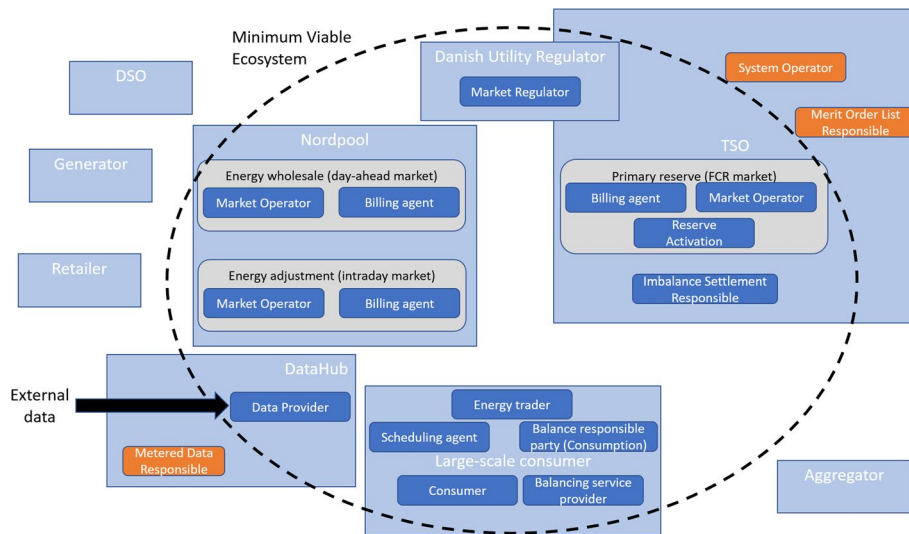 Minimum Viable
Ecosystem
DSO
Danish Utility Regulator
Market Regulator
System Operator
Merit Order List
Responsible
TSO
Nordpool
Energy wholesale (day-ahead market)
Market Operator
Billing agent
Generator
Primary reserve (FCR market)
Billing agent
Market Operator
Reserve
Activation
Retailer
Energy adjustment (intraday market)
Market Operator
Billing agent
Imbalance Settlement
Responsible
DataHub
External
data
Data Provider
Metered Data
Responsible
Energy trader
Scheduling agent
Balance responsible
party (Consumption)
Large-scale consumer
Consumer
Balancing service
provider
Aggregator